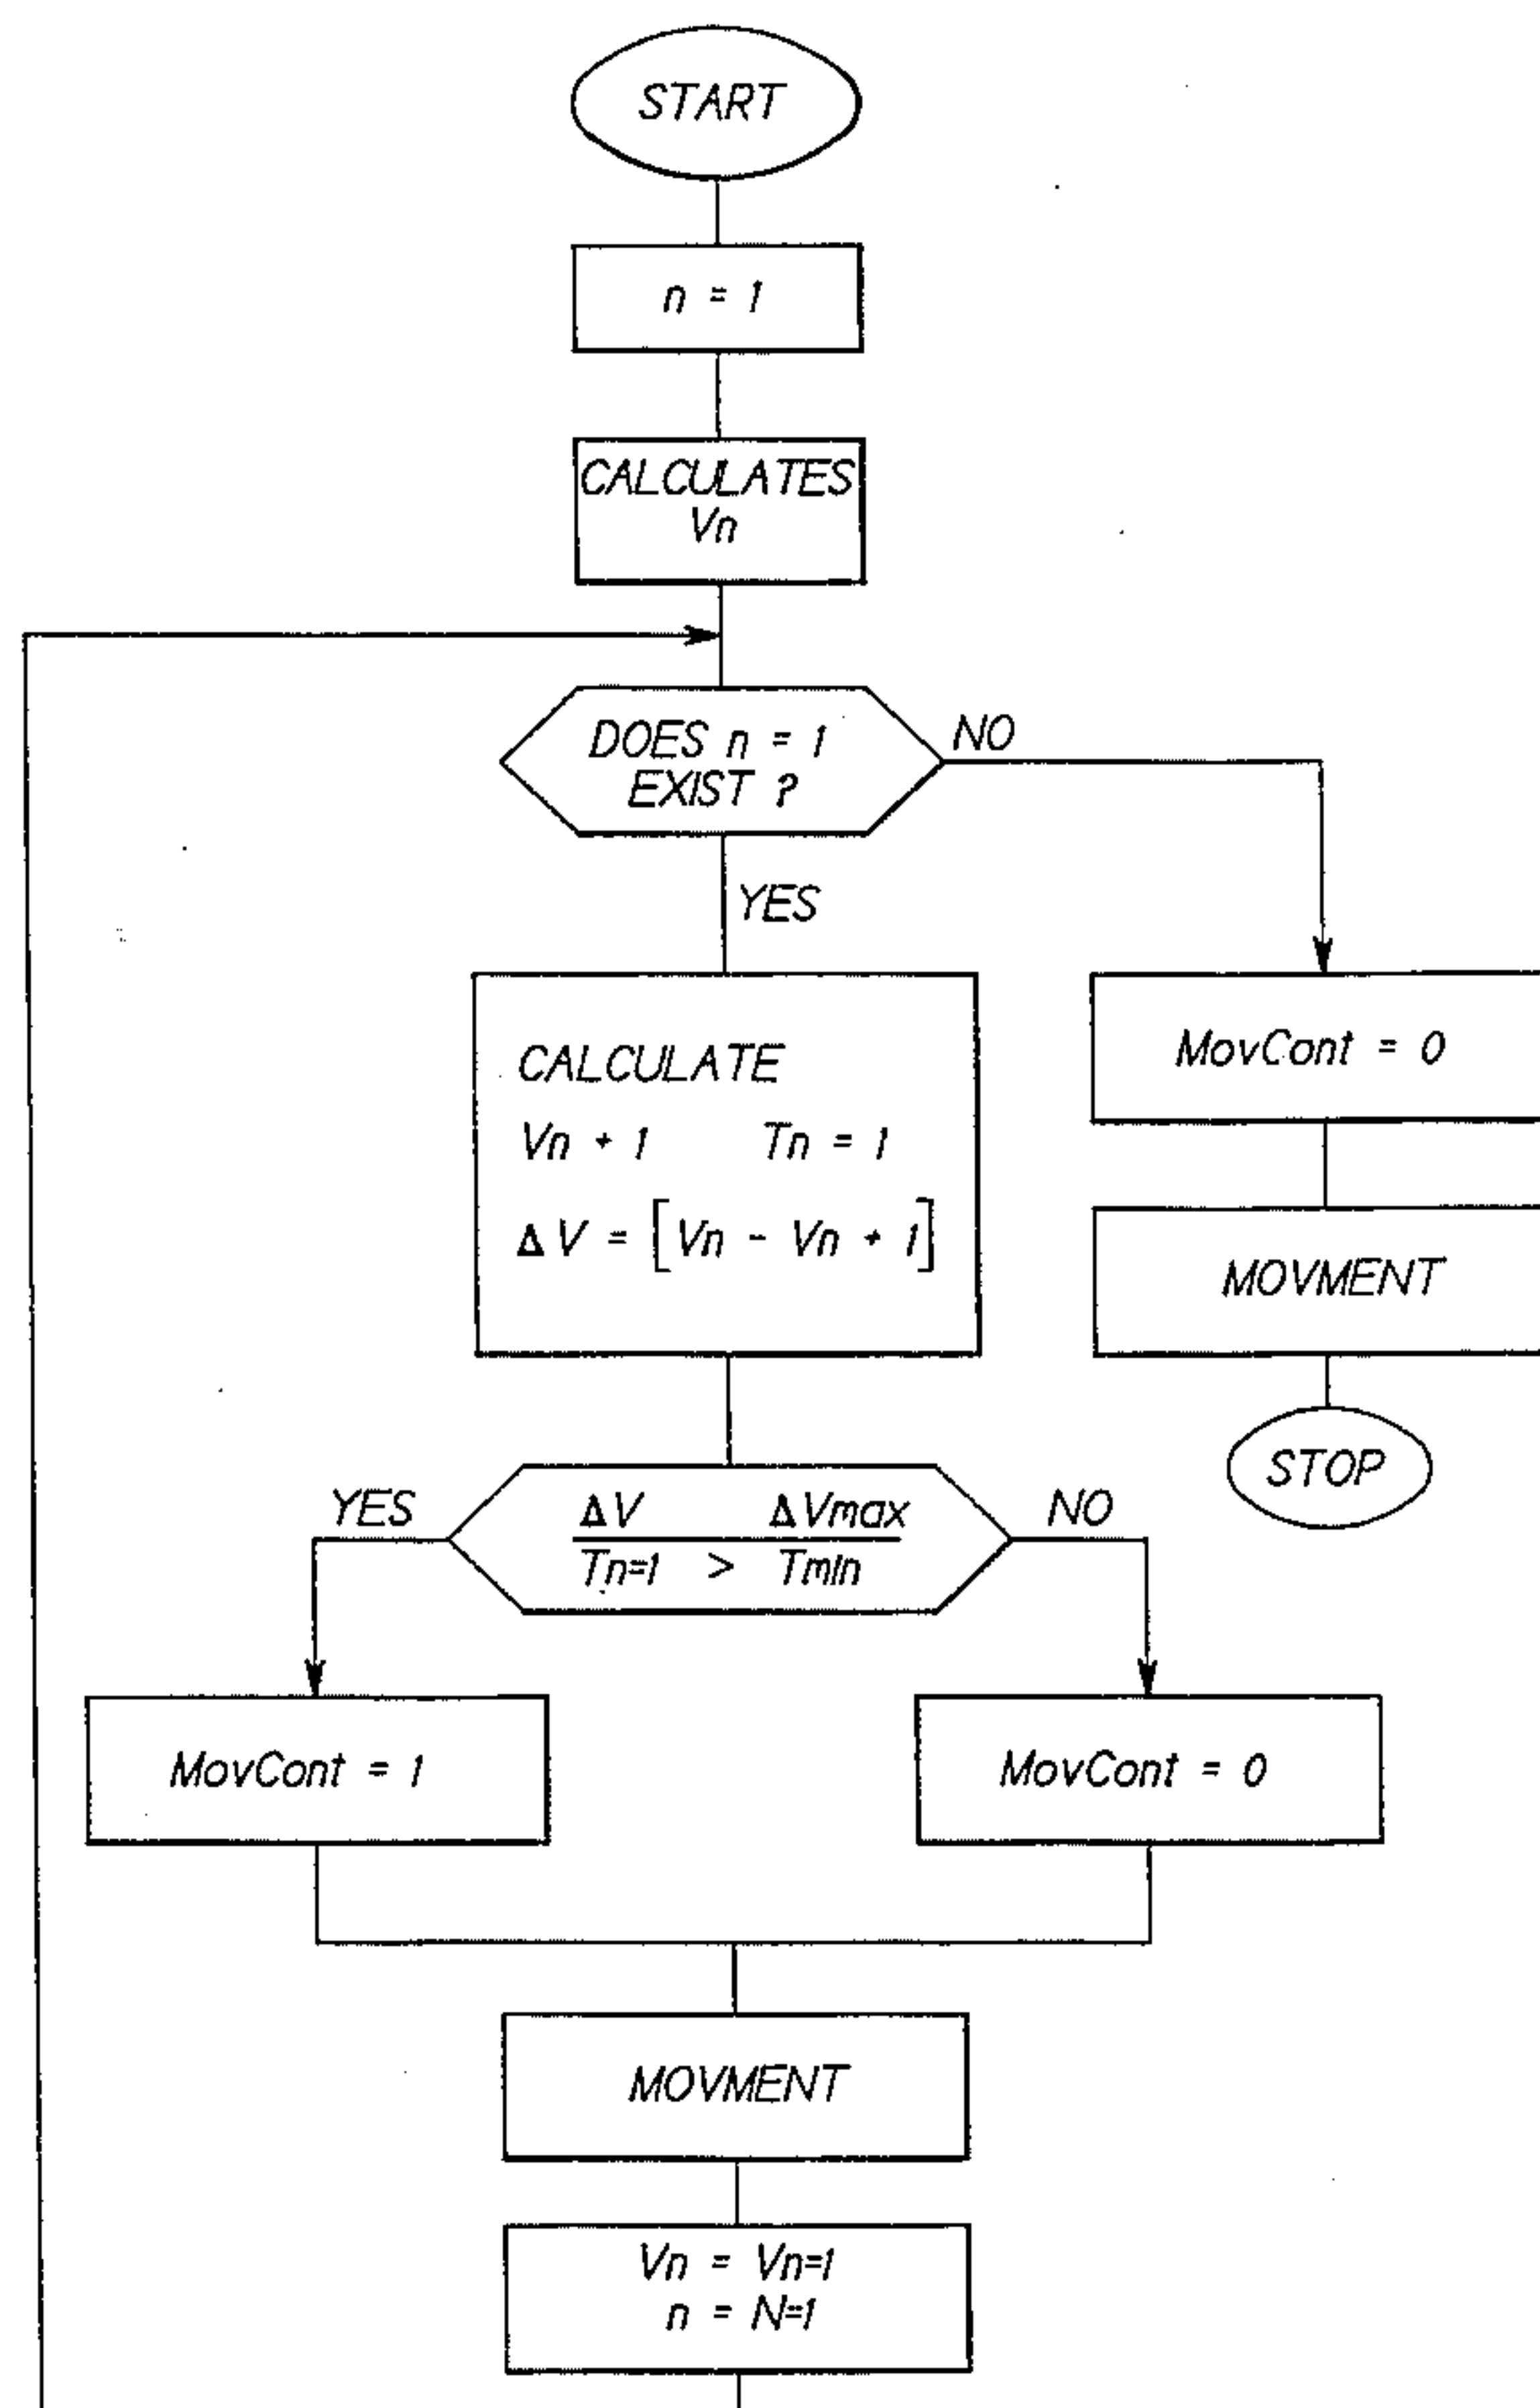 START
n = 1
CALCULATES
Vn
DOES n = 1
EXIST ?
NO
YES
CALCULATE
Vn + 1 Tn = 1
Δ V = [Vn - Vn + 1]
MovCont = 0
MOVMENT
STOP
YES
ΔV ΔVmax
Tn=1 > Tmin
NO
MovCont = 1
MovCont = 0
MOVMENT
Vn = Vn=1
n = N=1